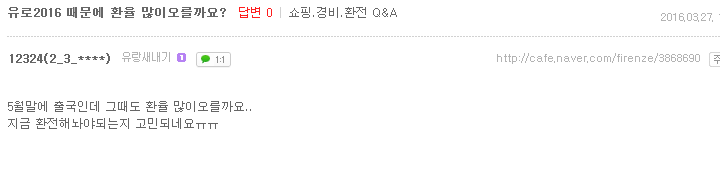 유로2016 때문에 환율 많이오를까요? 답변 0 | 쇼핑.경비.환전 Q&A
2016.03.27.
12324(2_3_****) 유랑새내기 1 1:1
http://cafe.naver.com/firenze/3868690 주
5월말에 출국인데 그때도 환율 많이오를까요..
지금 환전해놔야되는지 고민되네요ㅠㅠ